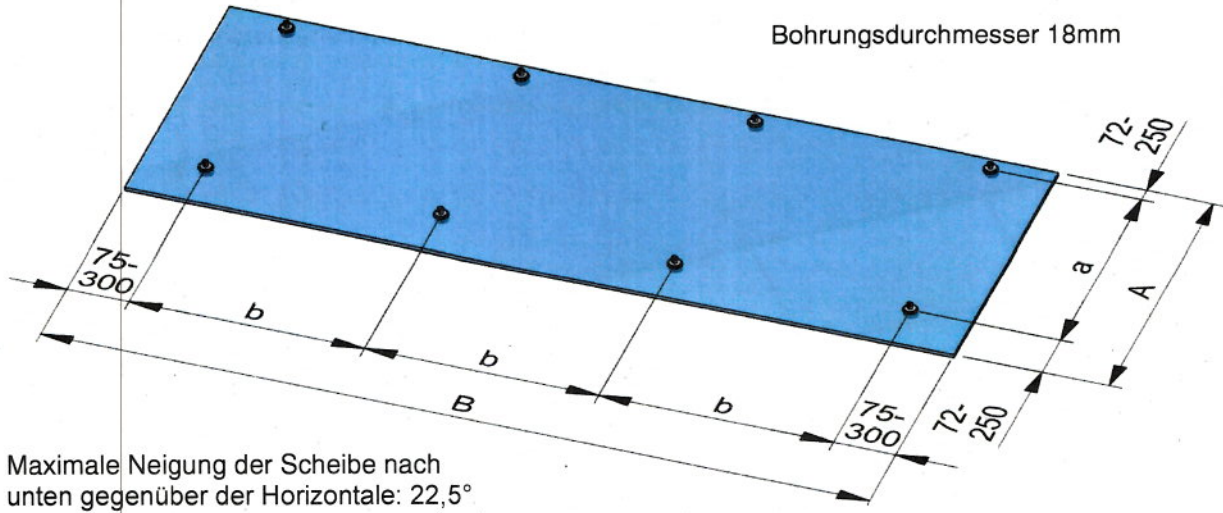 Bohrungsdurchmesser 18mm
72-
250
a
A
72-
250
75-
300
b
b
b
B
75-
300
Maximale Neigung der Scheibe nach
unten gegenüber der Horizontale: 22,5°